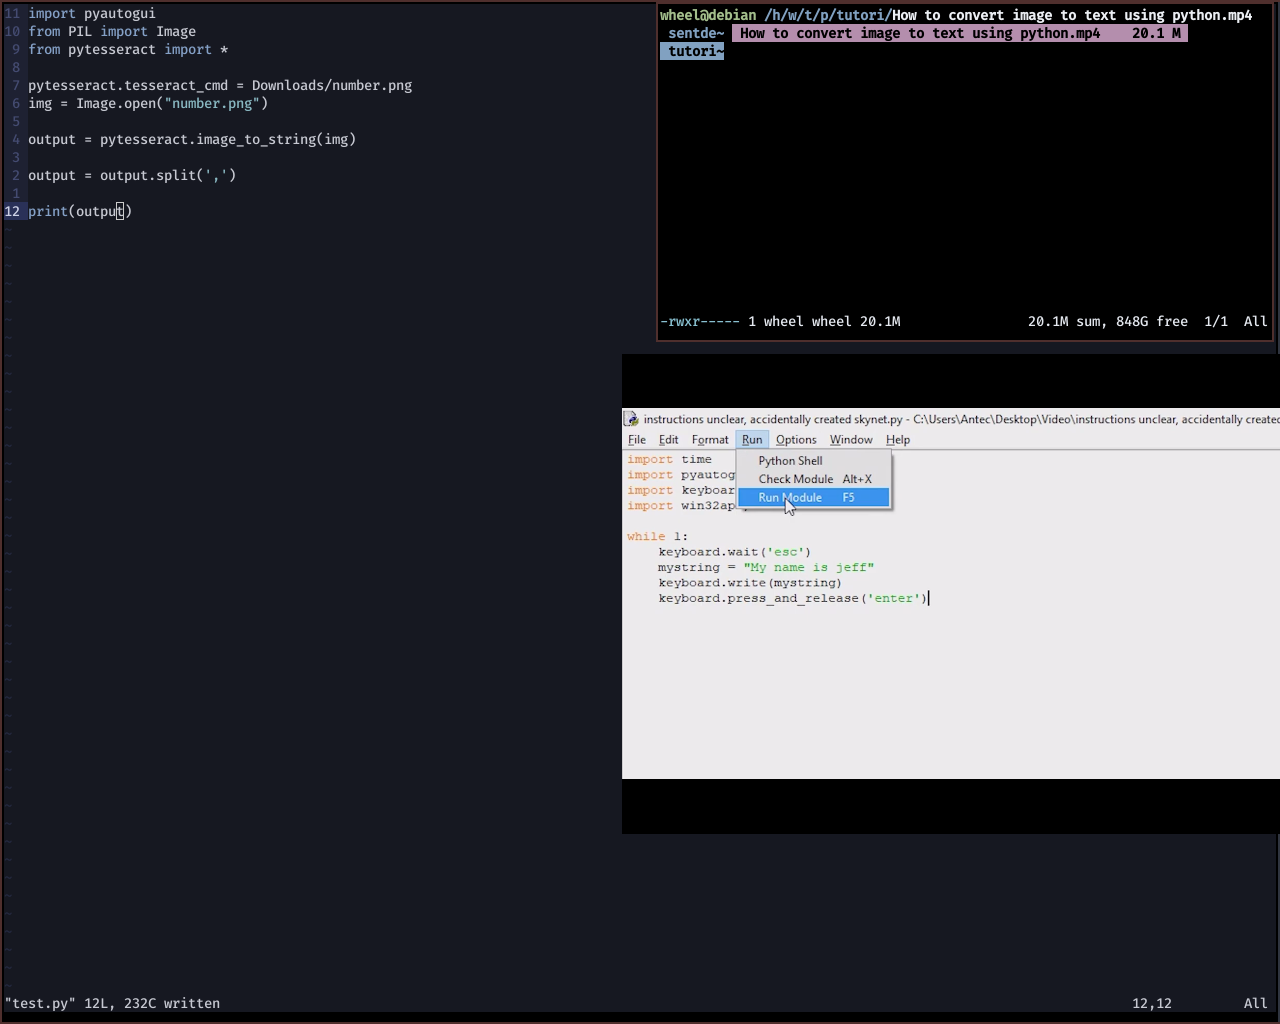 11 import pyautogui
10 from PIL import Image
9 from pytesseract import *
8
7 pytesseract.tesseract_cmd = Downloads/number.png
6 img = Image.open("number.png")
5
4 output = pytesseract.image_to_string(img)
3
2 output = output.split(',')
1
12 print(output)
"test.py" 12L, 232C written 12,12 All
wheel@debian /h/w/t/p/tutori/How to convert image to text using python.mp4
sentde~ How to convert image to text using python.mp4 20.1 M
tutori~
-rwxr----- 1 wheel wheel 20.1M 20.1M sum, 848G free 1/1 All
instructions unclear, accidentally created skynet.py - C:\Users\Antec\Desktop\Video\instructions unclear, accidentally created
File Edit Format Run Options Window Help
Python Shell
Check Module Alt+X
Run Module F5
import time
import pyautog
import keyboar
import win32ap
while 1:
keyboard.wait('esc')
mystring = "My name is jeff"
keyboard.write(mystring)
keyboard.press_and_release('enter')